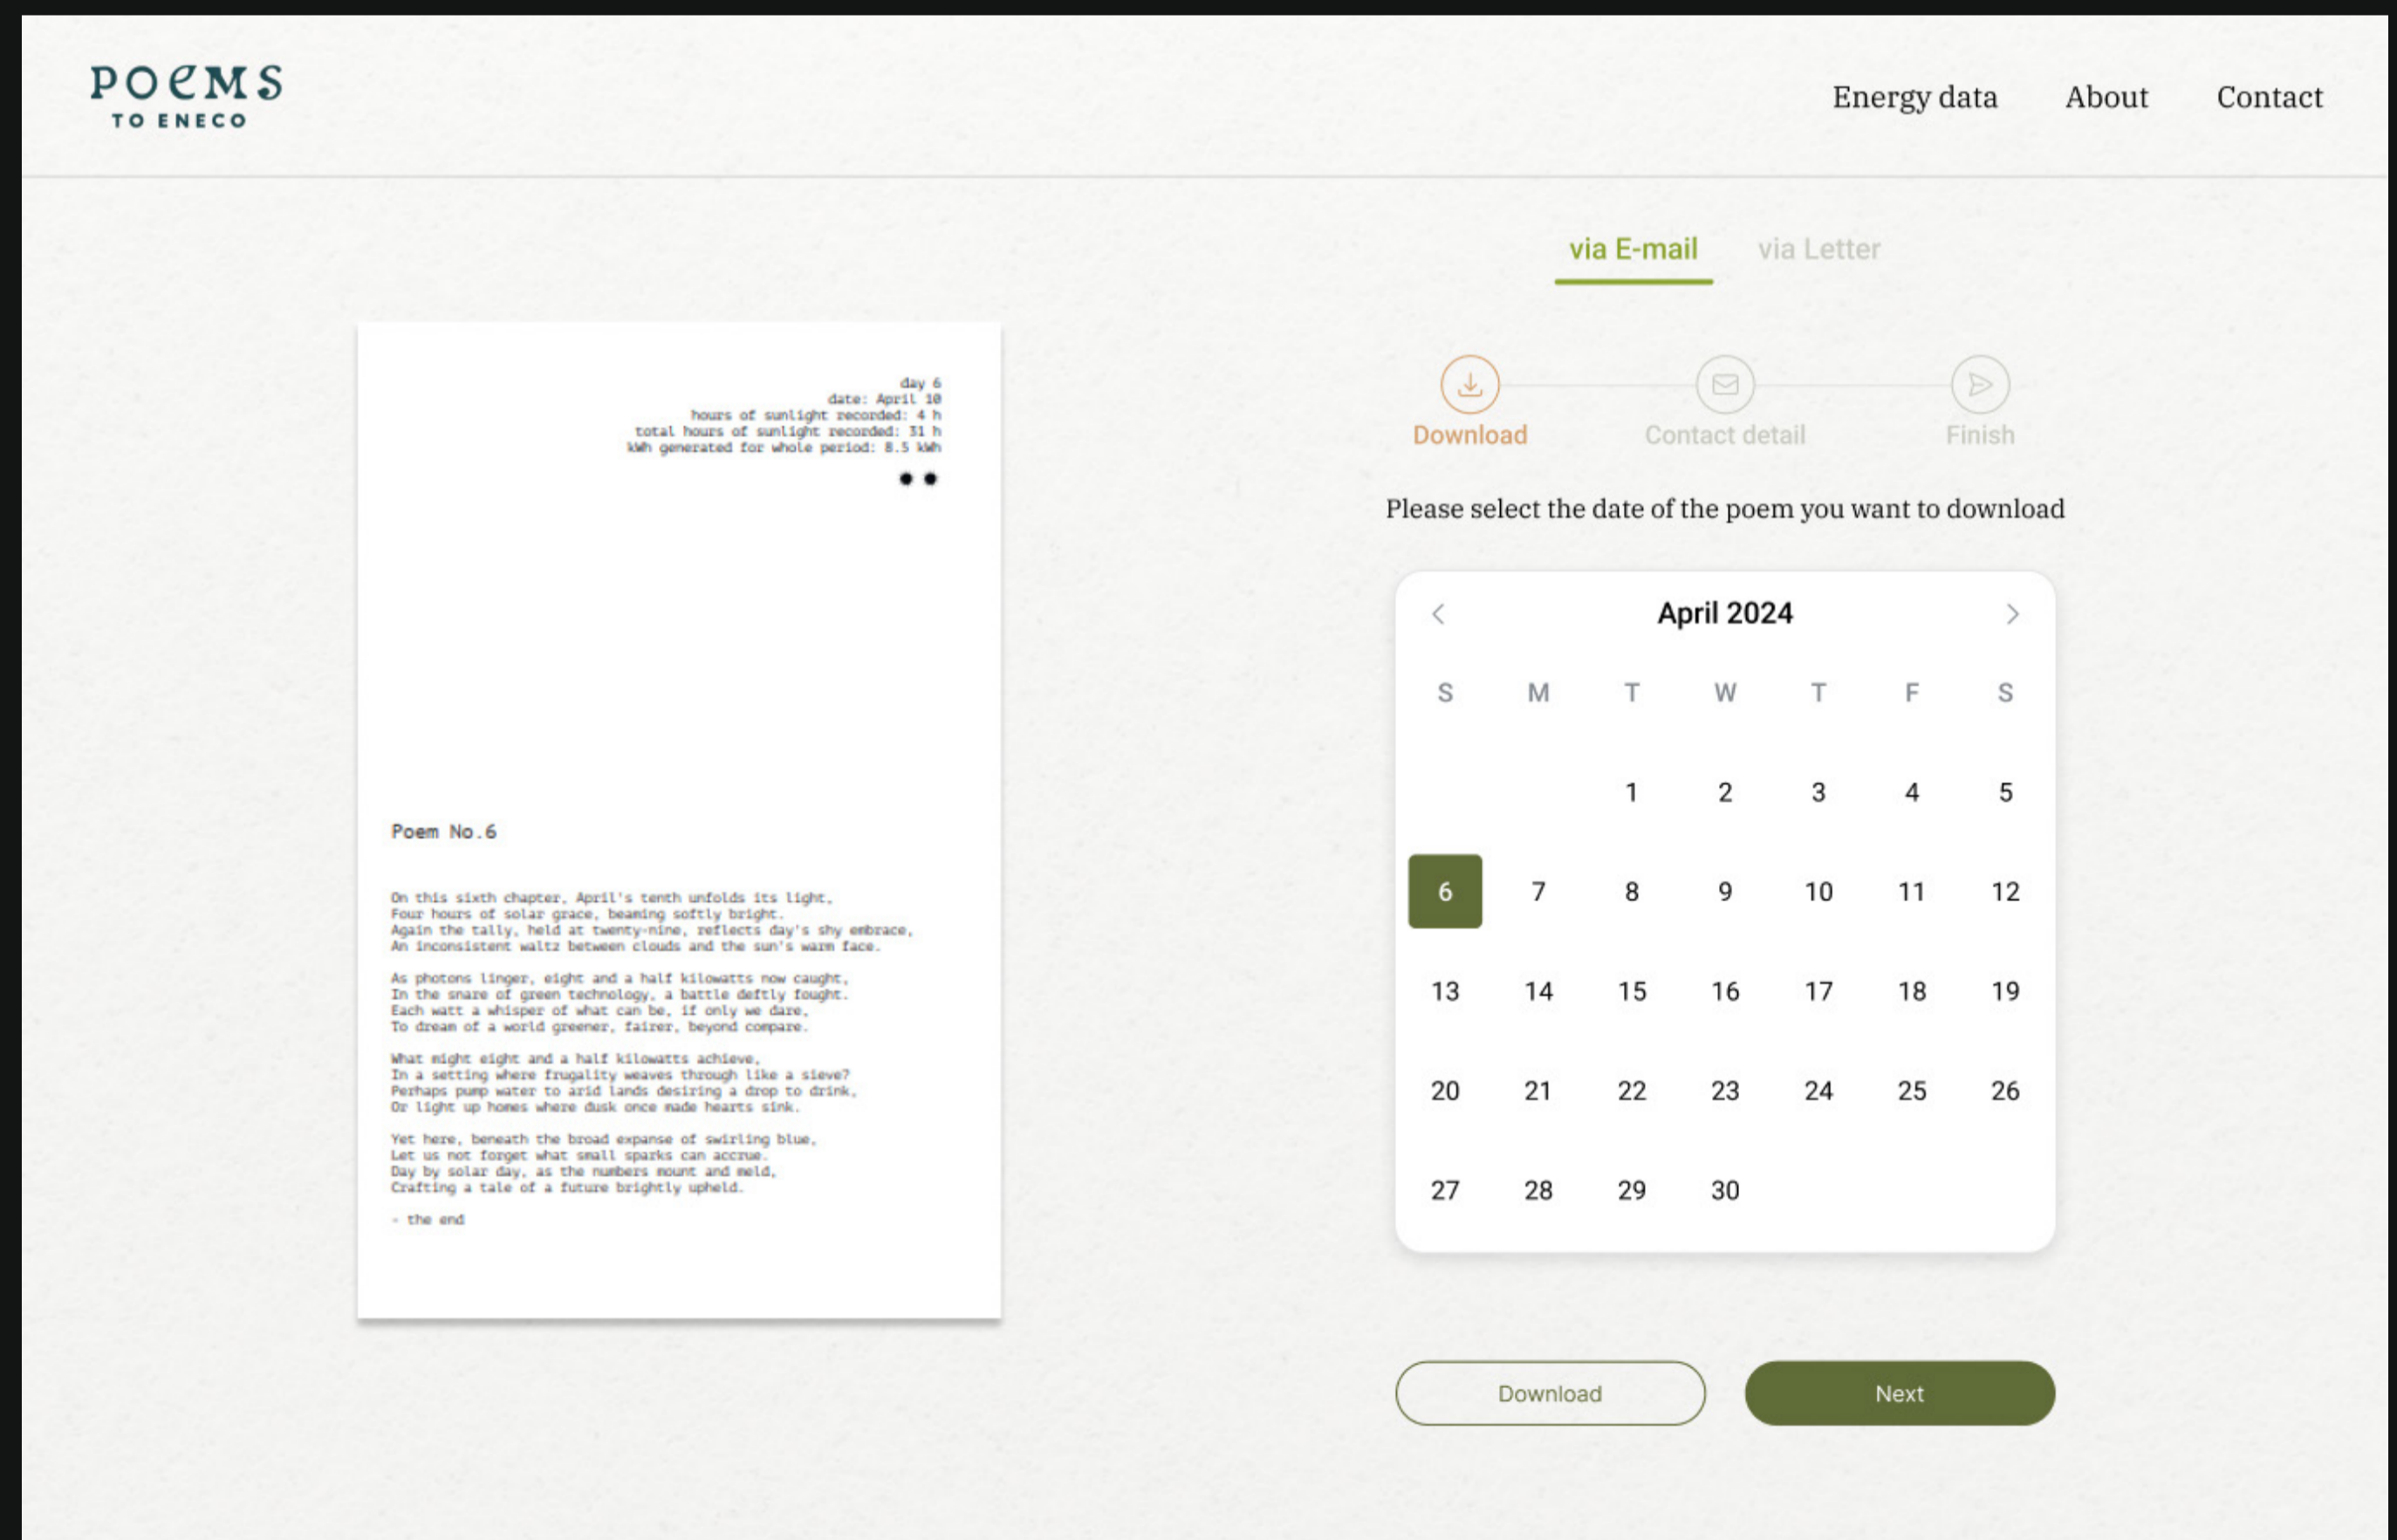 POEMS
TO ENECO
Energy data
About
Contact
day 6
date: April 10
hours of sunlight recorded: 4 h
total hours of sunlight recorded: 31 h
kWh generated for whole period: 8.5 kWh
Poem No.6
On this sixth chapter, April's tenth unfolds its light,
Four hours of solar grace, beaming softly bright.
Again the tally, held at twenty-nine, reflects day's shy embrace,
An inconsistent waltz between clouds and the sun's warm face.
As photons linger, eight and a half kilowatts now caught,
In the snare of green technology, a battle deftly fought.
Each watt a whisper of what can be, if only we dare,
To dream of a world greener, fairer, beyond compare.
What might eight and a half kilowatts achieve,
In a setting where frugality weaves through like a sieve?
Perhaps pump water to arid lands desiring a drop to drink,
Or light up homes where dusk once made hearts sink.
Yet here, beneath the broad expanse of swirling blue,
Let us not forget what small sparks can accrue.
Day by solar day, as the numbers mount and meld,
Crafting a tale of a future brightly upheld.
- the end
via E-mail
via Letter
Download
Contact detail
Finish
Please select the date of the poem you want to download
April 2024
S M T W T F S
1 2 3 4 5
6 7 8 9 10 11 12
13 14 15 16 17 18 19
20 21 22 23 24 25 26
27 28 29 30
Download
Next